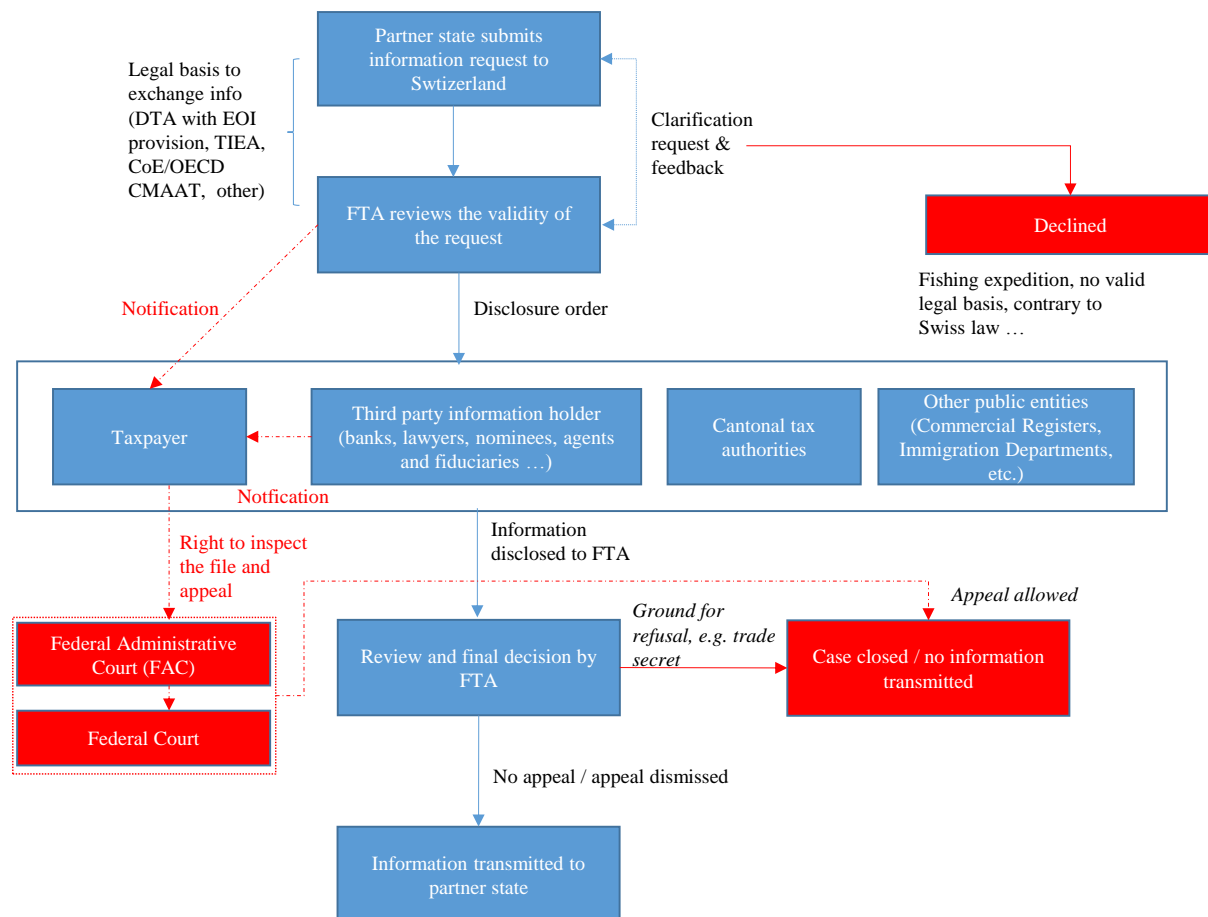 Partner state submits
information request to
Swtizerland
Legal basis to
exchange info
(DTA with EOI
provision, TIEA,
CoE/OECD
CMAAT,  other)
Clarification
request &
feedback
FTA reviews the validity of
the request
Declined
Fishing expedition, no valid
legal basis, contrary to
Swiss law …
Notification
Disclosure order
Taxpayer
Third party information holder
(banks, lawyers, nominees, agents
and fiduciaries …)
Cantonal tax
authorities
Other public entities
(Commercial Registers,
Immigration Departments,
etc.)
Notfication
Information
disclosed to FTA
Right to inspect
the file and
appeal
Appeal allowed
Ground for
refusal, e.g. trade
secret
Federal Administrative
Court (FAC)
Review and final decision by
FTA
Case closed / no information
transmitted
Federal Court
No appeal / appeal dismissed
Information transmitted to
partner state